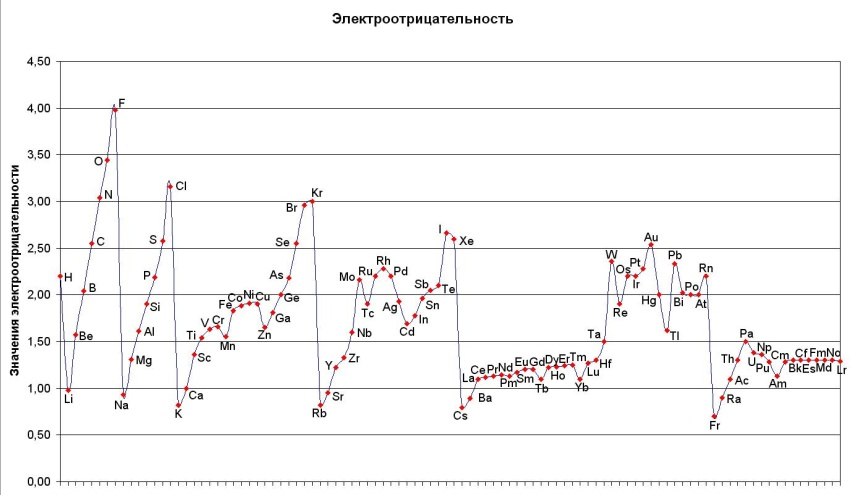 Электроотрицательность
Значения электроотрицательности
4,50
4,00
3,50
3,00
2,50
2,00
1,50
1,00
0,50
0,00
H
Li
Be
B
C
N
O
F
Na
Mg
Al
Si
P
S
Cl
K
Ca
Sc
Ti
V
Cr
Mn
Fe
Co
Ni
Cu
Zn
Ga
Ge
As
Se
Br
Kr
Rb
Sr
Y
Zr
Nb
Mo
Tc
Ru
Rh
Pd
Ag
Cd
In
Sn
Sb
Te
I
Xe
Cs
Ba
La
Ce
Pr
Nd
Pm
Sm
Eu
Gd
Tb
Dy
Ho
Er
Tm
Yb
Lu
Hf
Ta
W
Re
Os
Ir
Pt
Au
Hg
Tl
Pb
Bi
Po
At
Rn
Fr
Ra
Ac
Th
Pa
U
Np
Pu
Am
Cm
Bk
Cf
Es
Fm
Md
No
Lr